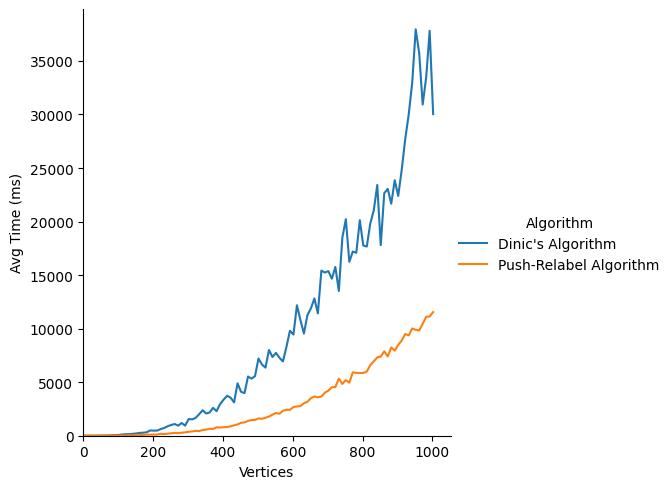 35000
30000
25000
20000
15000
10000
5000
0
Avg Time (ms)
0 200 400 600 800 1000
Vertices
Algorithm
Dinic's Algorithm
Push-Relabel Algorithm